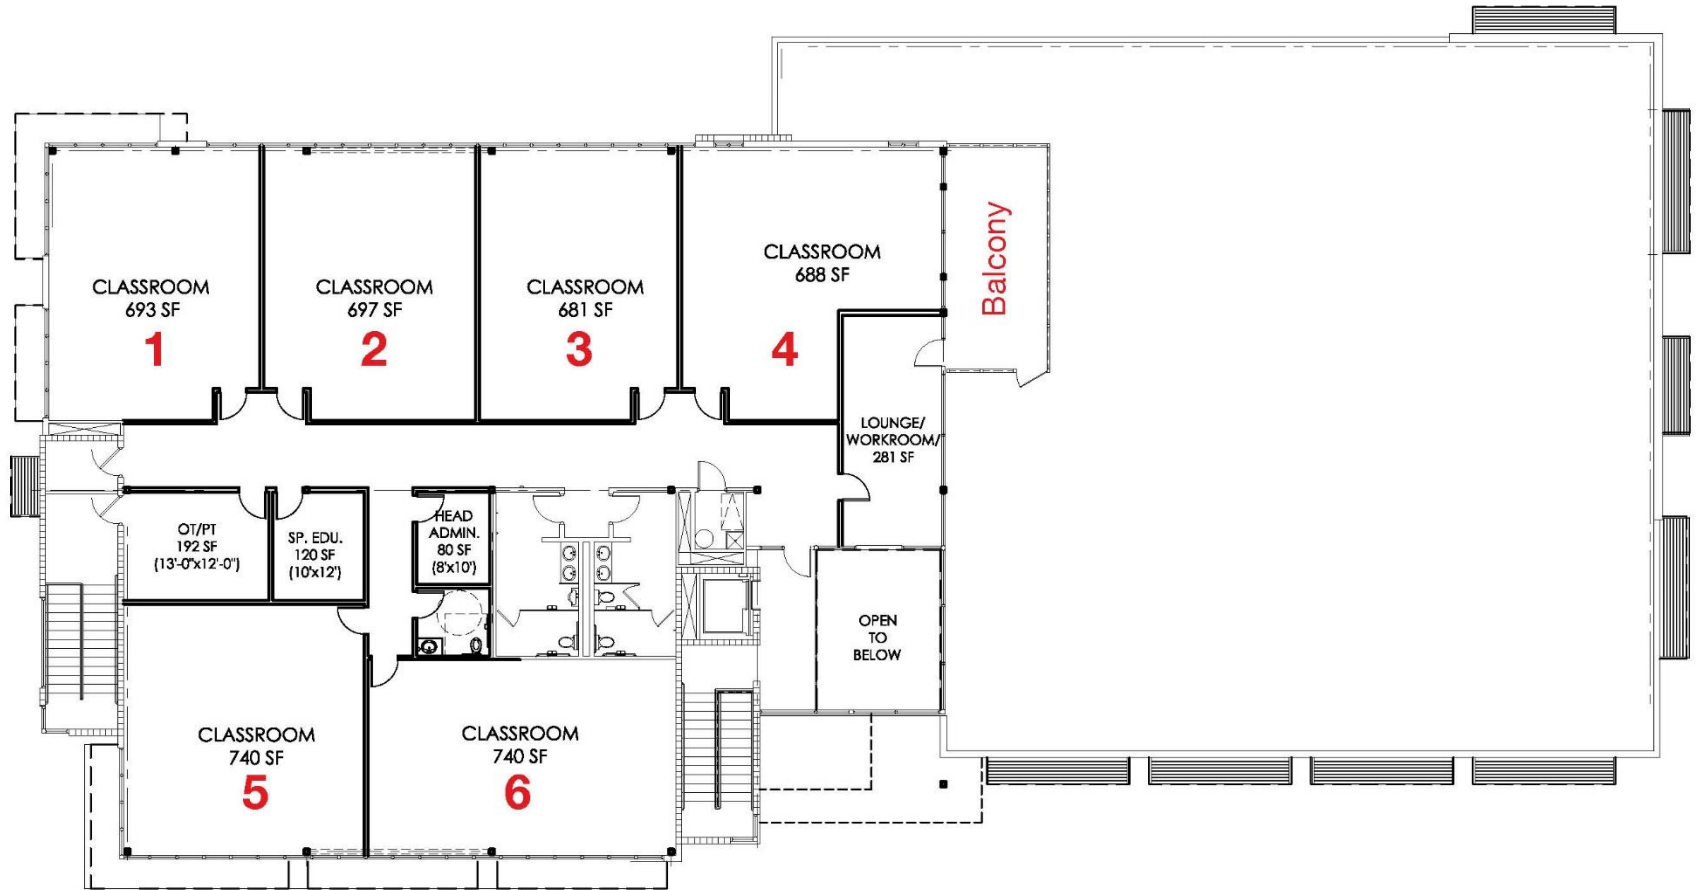 CLASSROOM
693 SF
1
CLASSROOM
697 SF
2
CLASSROOM
681 SF
3
CLASSROOM
688 SF
4
Balcony
LOUNGE/
WORKROOM/
281 SF
OT/PT
192 SF
(13'-0"x12'-0")
SP. EDU.
120 SF
(10'x12')
HEAD
ADMIN.
80 SF
(8'x10')
OPEN
TO
BELOW
CLASSROOM
740 SF
5
CLASSROOM
740 SF
6